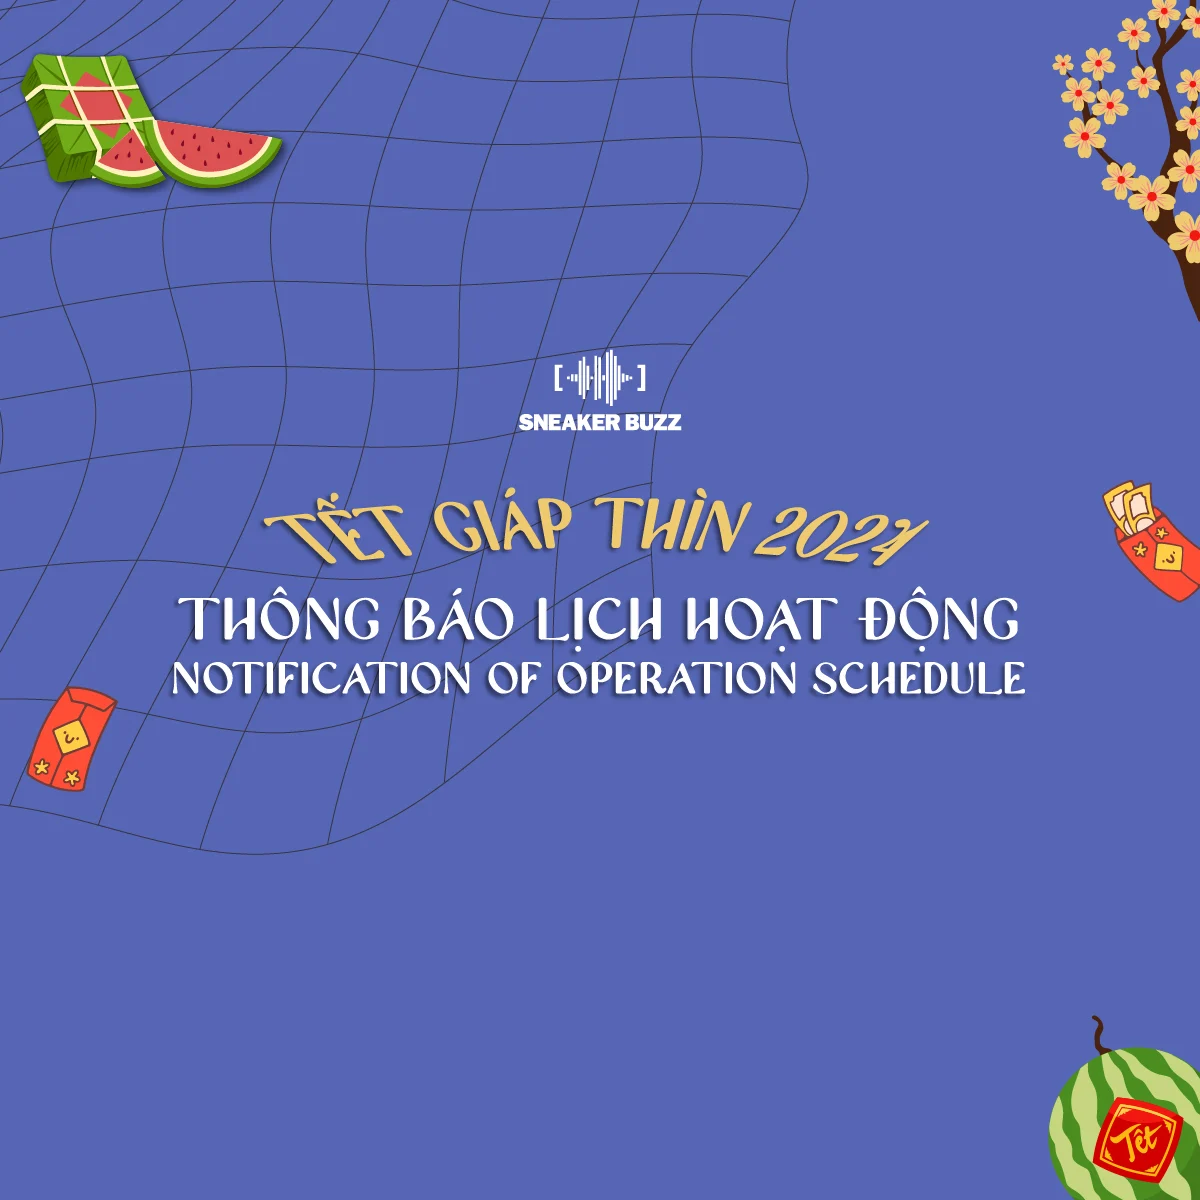 SNEAKER BUZZ
TẾT GIÁP THÌN 2024
THÔNG BÁO LỊCH HOẠT ĐỘNG
NOTIFICATION OF OPERATION SCHEDULE
Tết